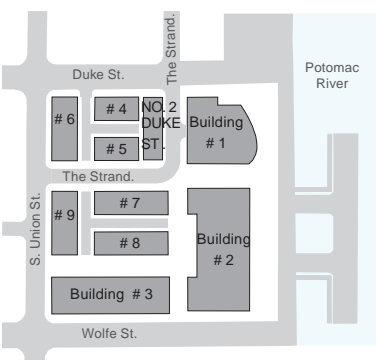 The Strand.
Potomac
River
Duke St.
# 6
# 4
NO. 2
DUKE
ST.
# 5
Building
# 1
The Strand.
S. Union St.
# 9
# 7
# 8
Building
# 2
Building # 3
Wolfe St.